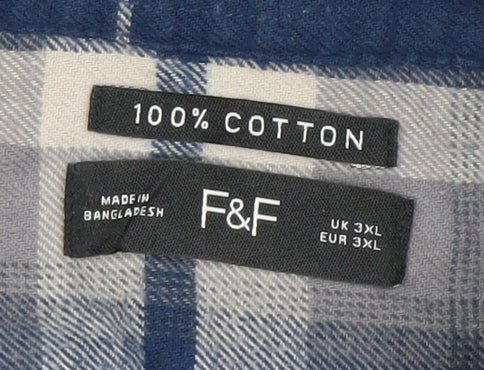 100% COTTON
MADE IN
BANGLADESH
F&F
UK 3XL
EUR 3XL